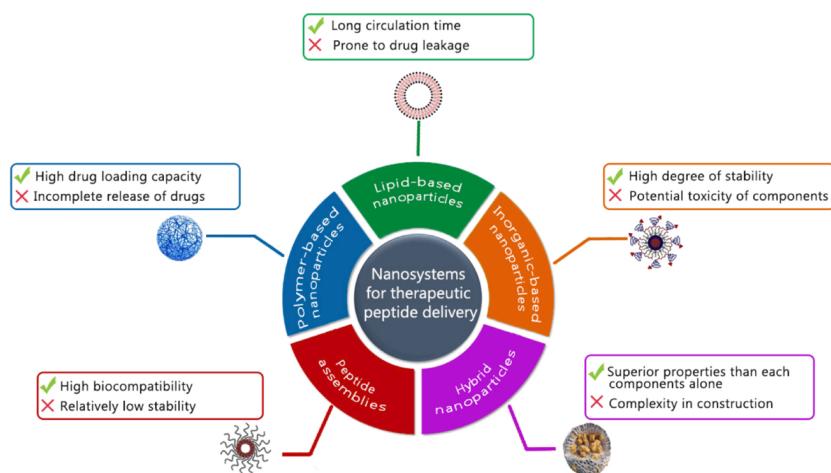 Long circulation time
Prone to drug leakage
High drug loading capacity
Incomplete release of drugs
High degree of stability
Potential toxicity of components
Lipid-based
nanoparticles
Polymer-based
nanoparticles
Inorganic-based
nanoparticles
Nanosystems
for therapeutic
peptide delivery
Peptide
assemblies
Hybrid
nanoparticles
High biocompatibility
Relatively low stability
Superior properties than each
components alone
Complexity in construction